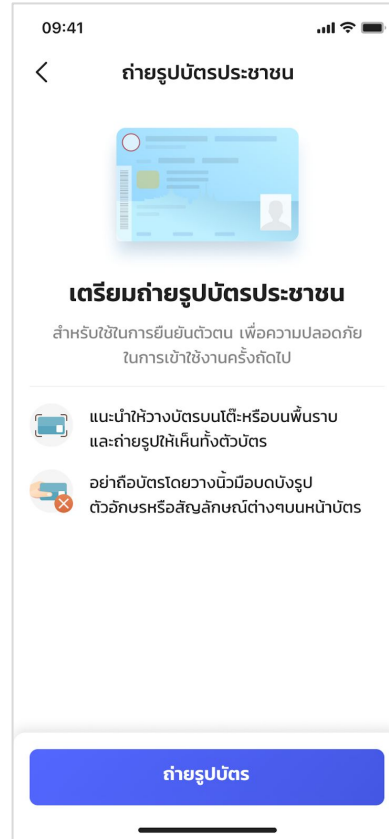 09:41
ถ่ายรูปบัตรประชาชน
เตรียมถ่ายรูปบัตรประชาชน
สำหรับใช้ในการยืนยันตัวตน เพื่อความปลอดภัย
ในการเข้าใช้งานครั้งถัดไป
แนะนำให้วางบัตรบนโต๊ะหรือบนพื้นราบ
และถ่ายรูปให้เห็นทั้งตัวบัตร
อย่าถือบัตรโดยวางนิ้วมือบดบังรูป
ตัวอักษรหรือสัญลักษณ์ต่างๆบนหน้าบัตร
ถ่ายรูปบัตร